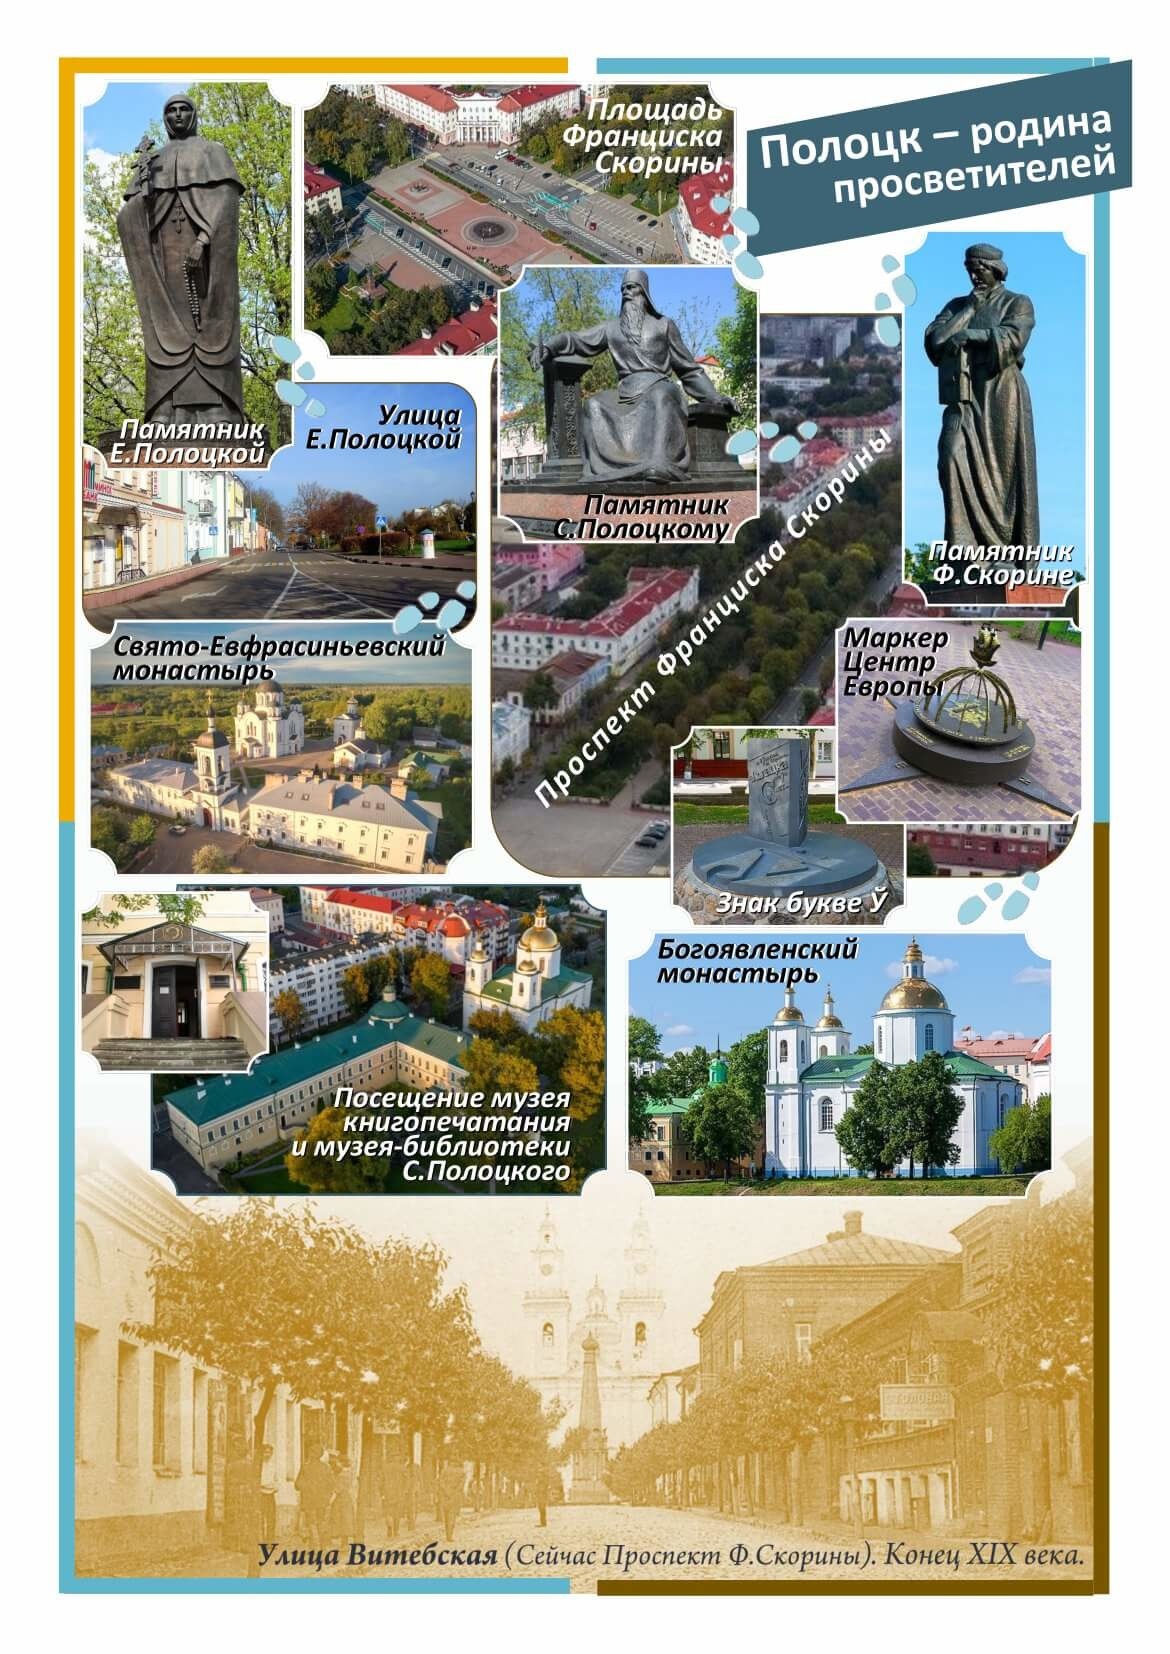 Полоцк – родина
просветителей
Площадь
Франциска
Скорины
Памятник
Е.Полоцкой
Улица
Е.Полоцкой
МИНСК
БАНК
Памятник
С.Полоцкому
Проспект Франциска Скорины
Памятник
Ф.Скорине
Свято-Евфрасиньевский
монастырь
Маркер
Центр
Европы
Знак букве Ў
Посещение музея
книгопечатания
и музея-библиотеки
С.Полоцкого
Богоявленский
монастырь
Улица Витебская (Сейчас Проспект Ф.Скорины). Конец XIX века.